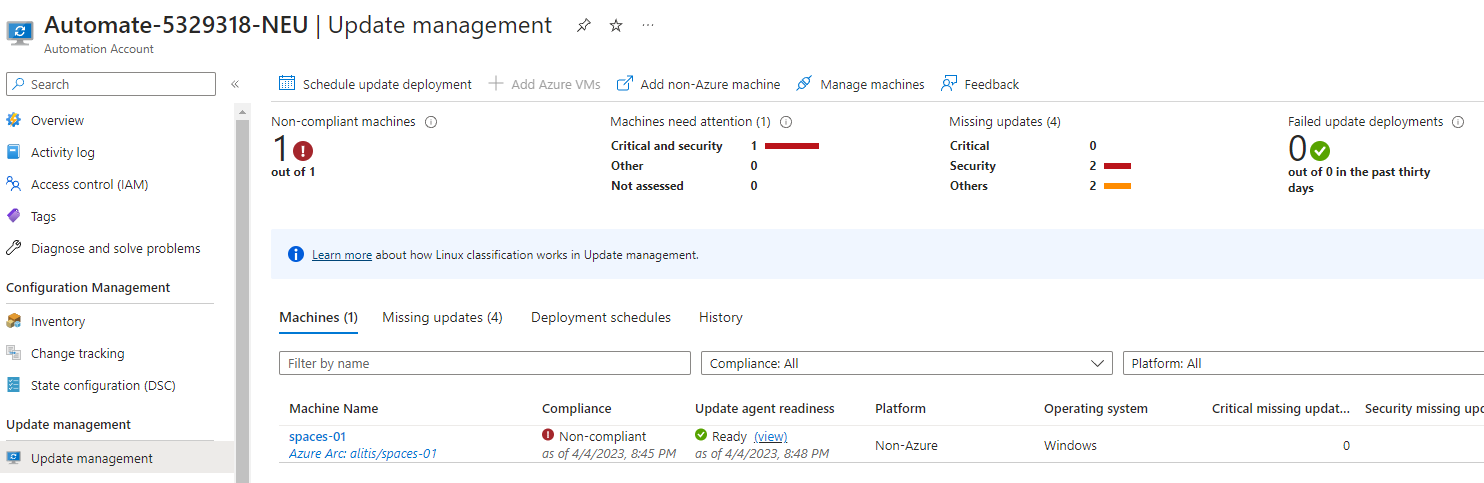 Automate-5329318-NEU | Update management
Automation Account
Search
Overview
Activity log
Access control (IAM)
Tags
Diagnose and solve problems
Configuration Management
Inventory
Change tracking
State configuration (DSC)
Update management
Update management
Schedule update deployment Add Azure VMs Add non-Azure machine Manage machines Feedback
Non-compliant machines
1
out of 1
Machines need attention (1)
Critical and security 1
Other 0
Not assessed 0
Missing updates (4)
Critical 0
Security 2
Others 2
Failed update deployments
0
out of 0 in the past thirty
days
Learn more about how Linux classification works in Update management.
Machines (1) Missing updates (4) Deployment schedules History
Filter by name Compliance: All Platform: All
Machine Name Compliance Update agent readiness Platform Operating system Critical missing updat... Security missing up
spaces-01 Non-compliant Ready (view) Non-Azure Windows 0
Azure Arc: alitis/spaces-01 as of 4/4/2023, 8:45 PM as of 4/4/2023, 8:48 PM